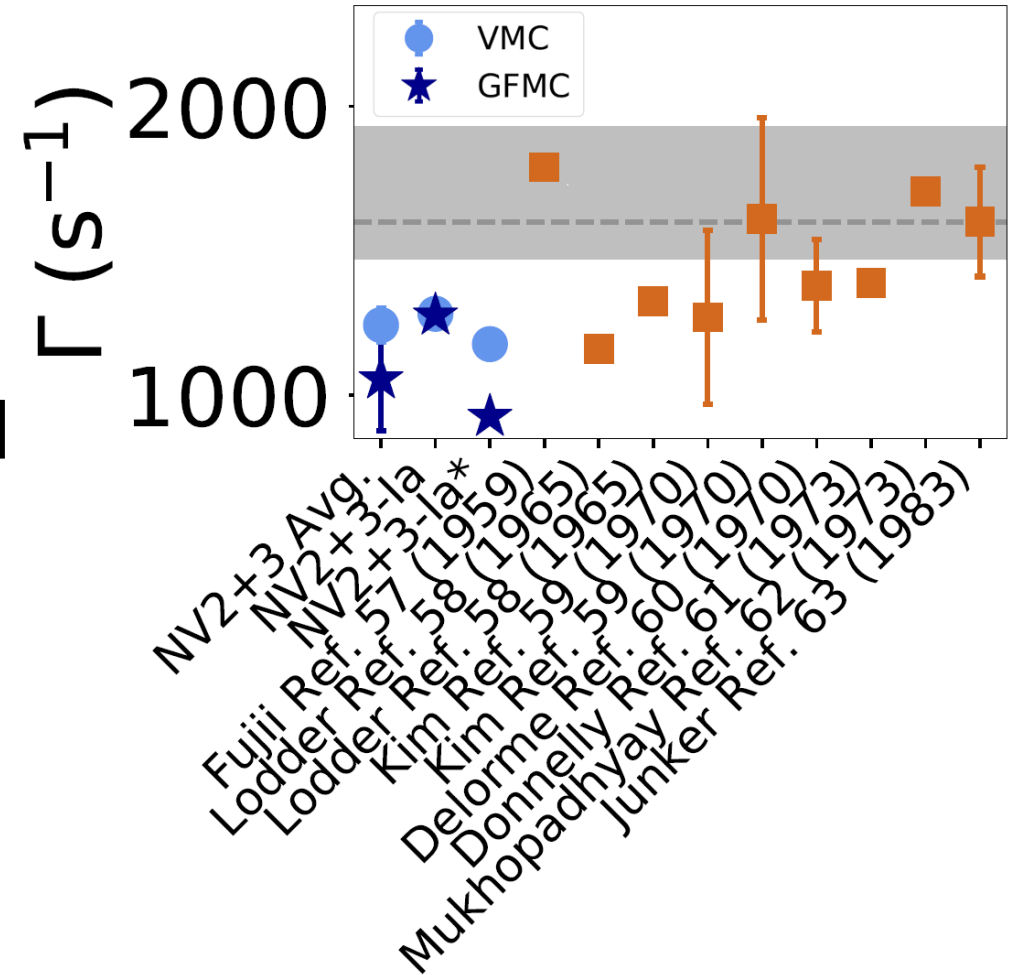 VMC
GFMC
Γ (s⁻¹)
2000
1000
NV2+3 Avg.
NV2+3-Ia
NV2+3-Ia*
Fujii Ref. 57 (1959)
Lodder Ref. 58 (1965)
Lodder Ref. 58 (1965)
Kim Ref. 59 (1970)
Kim Ref. 59 (1970)
Delorme Ref. 60 (1970)
Donnelly Ref. 61 (1973)
Mukhopadhyay Ref. 62 (1973)
Junker Ref. 63 (1983)